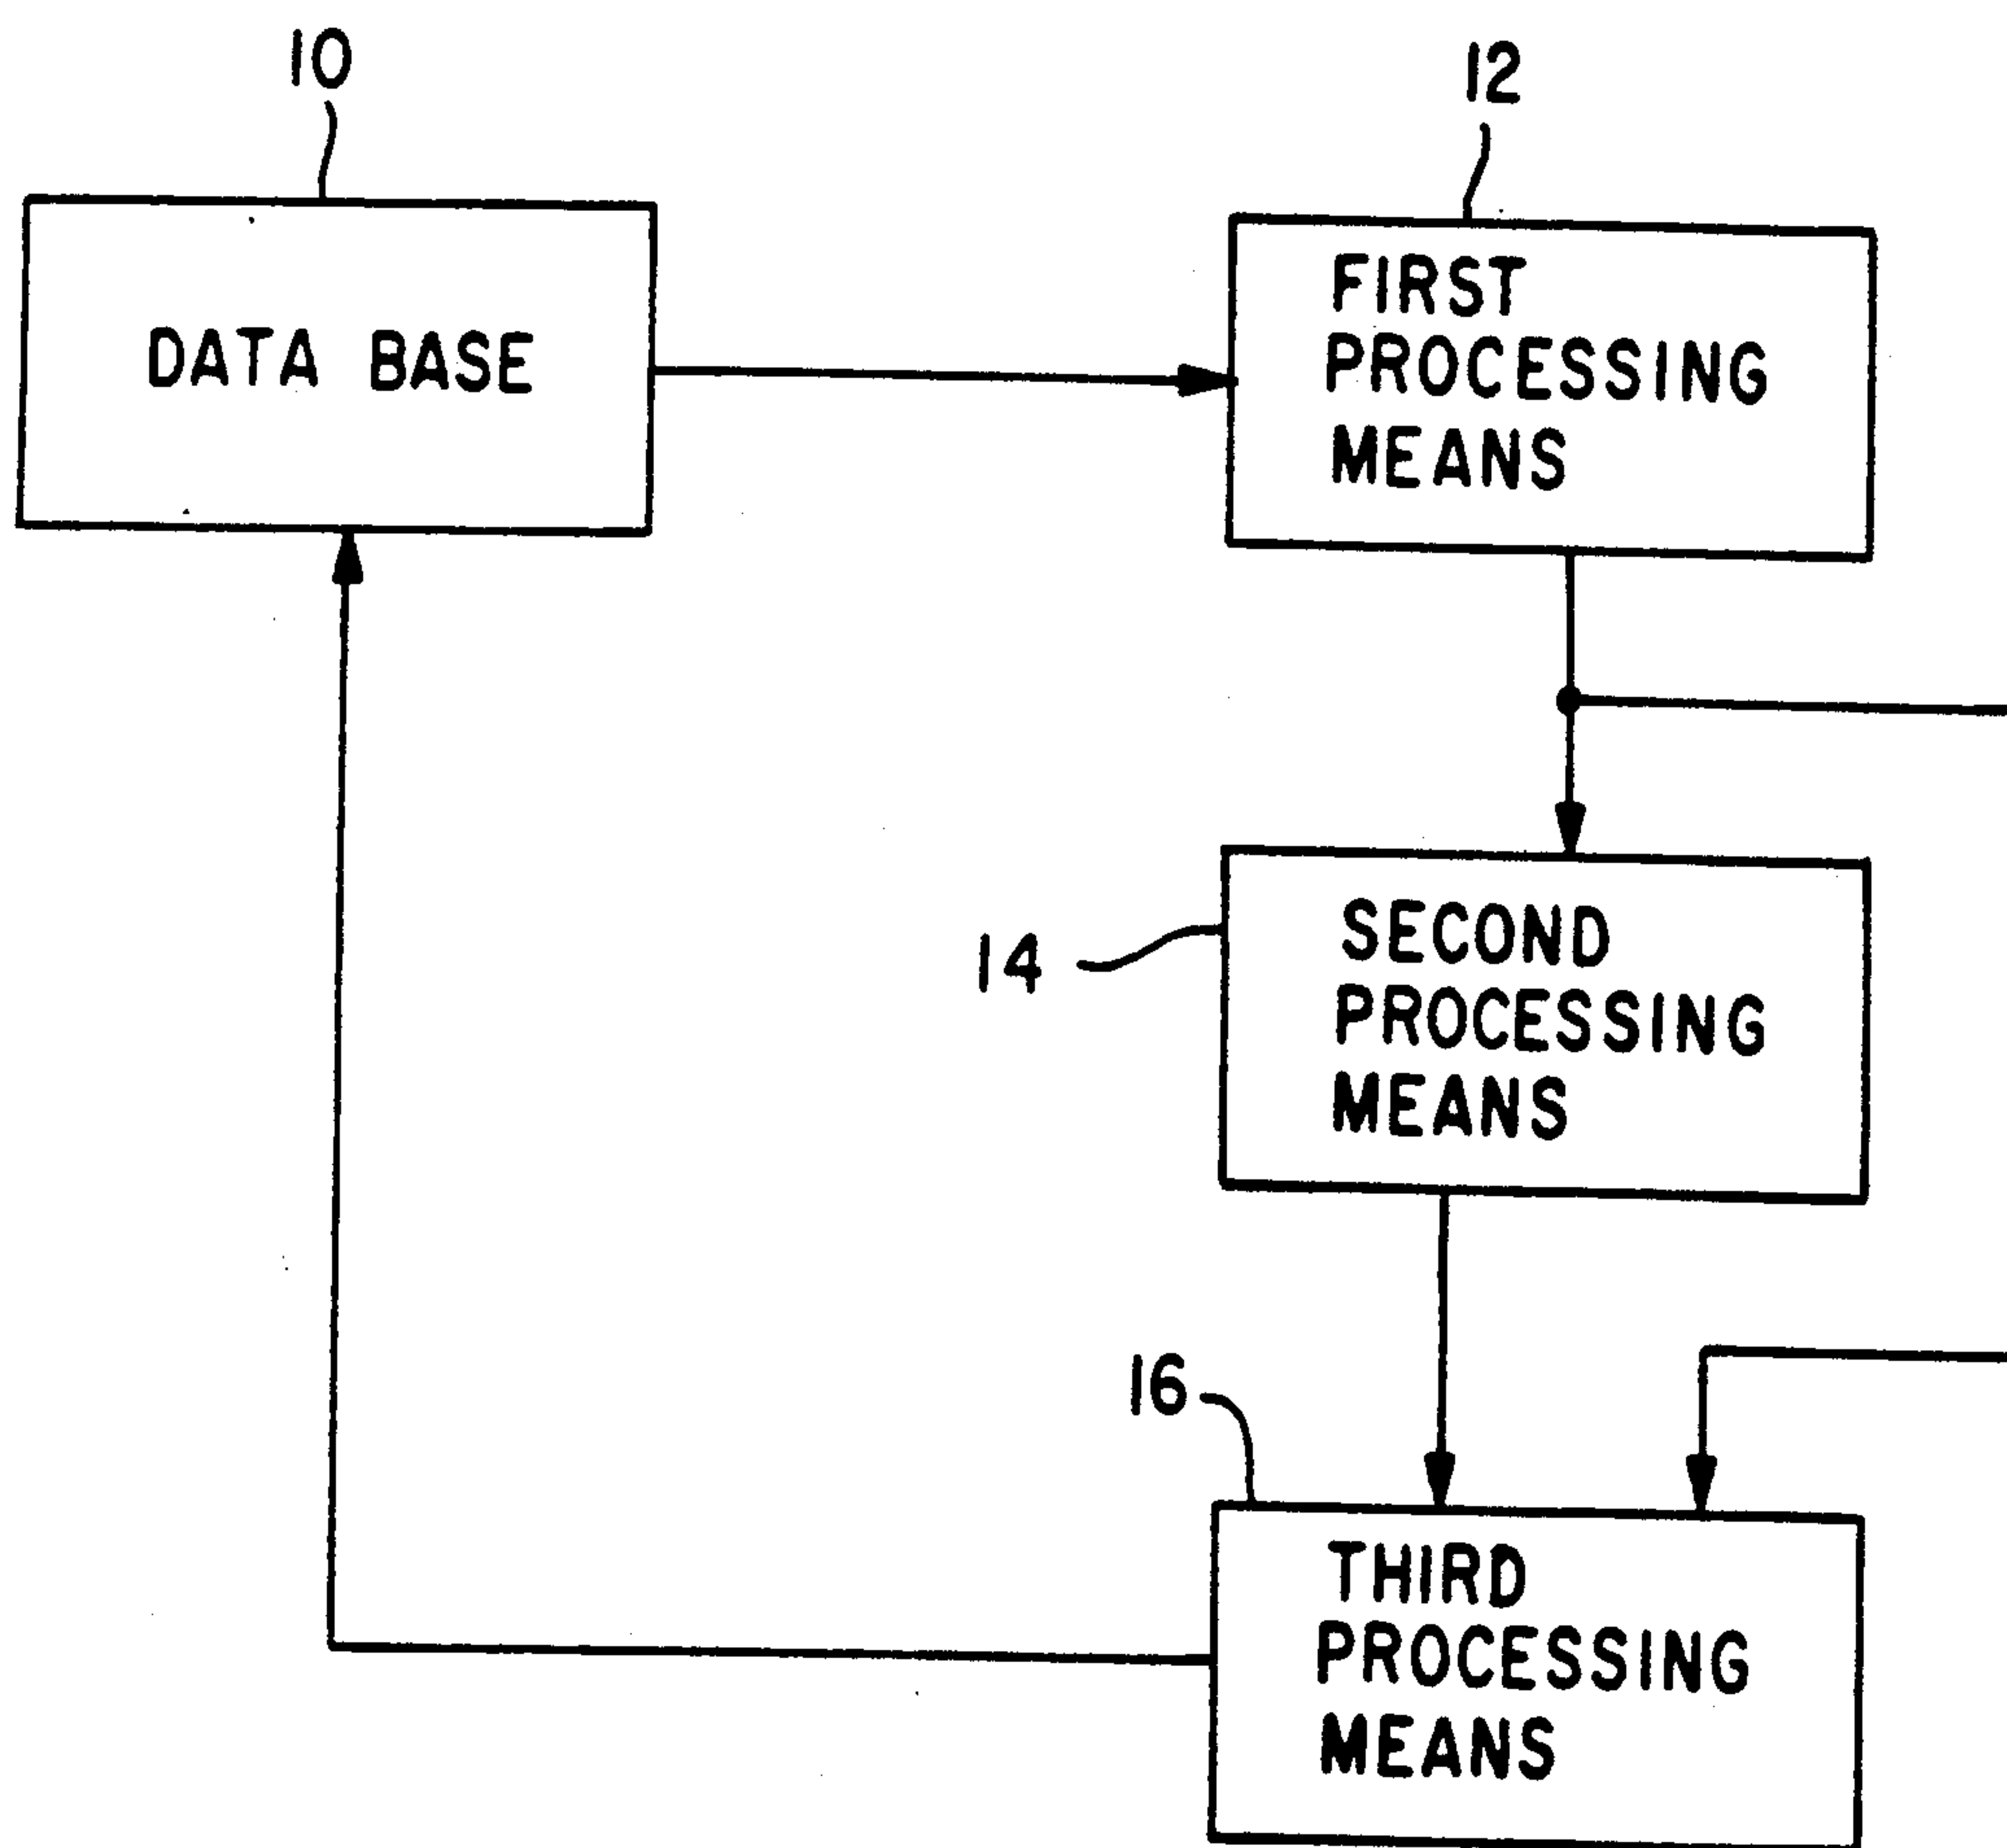 10
12
DATA BASE
FIRST
PROCESSING
MEANS
14
SECOND
PROCESSING
MEANS
16
THIRD
PROCESSING
MEANS